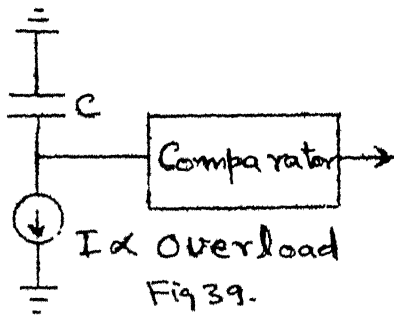 C
Comparator
I α Overload
Fig 39.